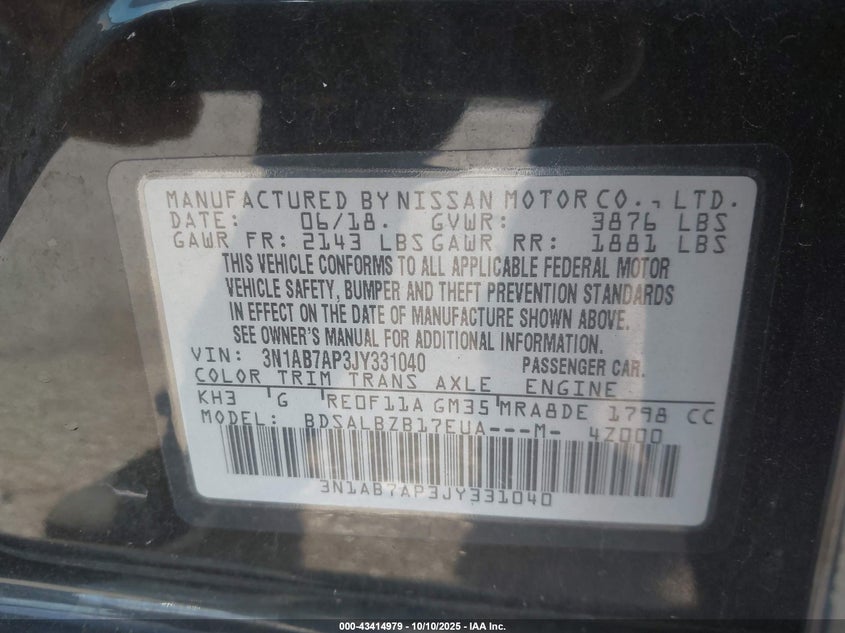 MANUFACTURED BY NISSAN MOTOR CO., LTD.
DATE: 06/18. GVWR: 3876 LBS
GAWR FR: 2143 LBS GAWR RR: 1881 LBS
THIS VEHICLE CONFORMS TO ALL APPLICABLE FEDERAL MOTOR
VEHICLE SAFETY, BUMPER AND THEFT PREVENTION STANDARDS
IN EFFECT ON THE DATE OF MANUFACTURE SHOWN ABOVE.
SEE OWNER'S MANUAL FOR ADDITIONAL INFORMATION.
VIN: 3N1AB7AP3JY331040 PASSENGER CAR.
COLOR TRIM TRANS AXLE ENGINE
KH3 G RE0F11A GM35 MRA8DE 1798 CC
MODEL: BDSALBZB17EUA---M- 4Z000
3N1AB7AP3JY331040
000-43414979 - 10/10/2025 - IAA Inc.